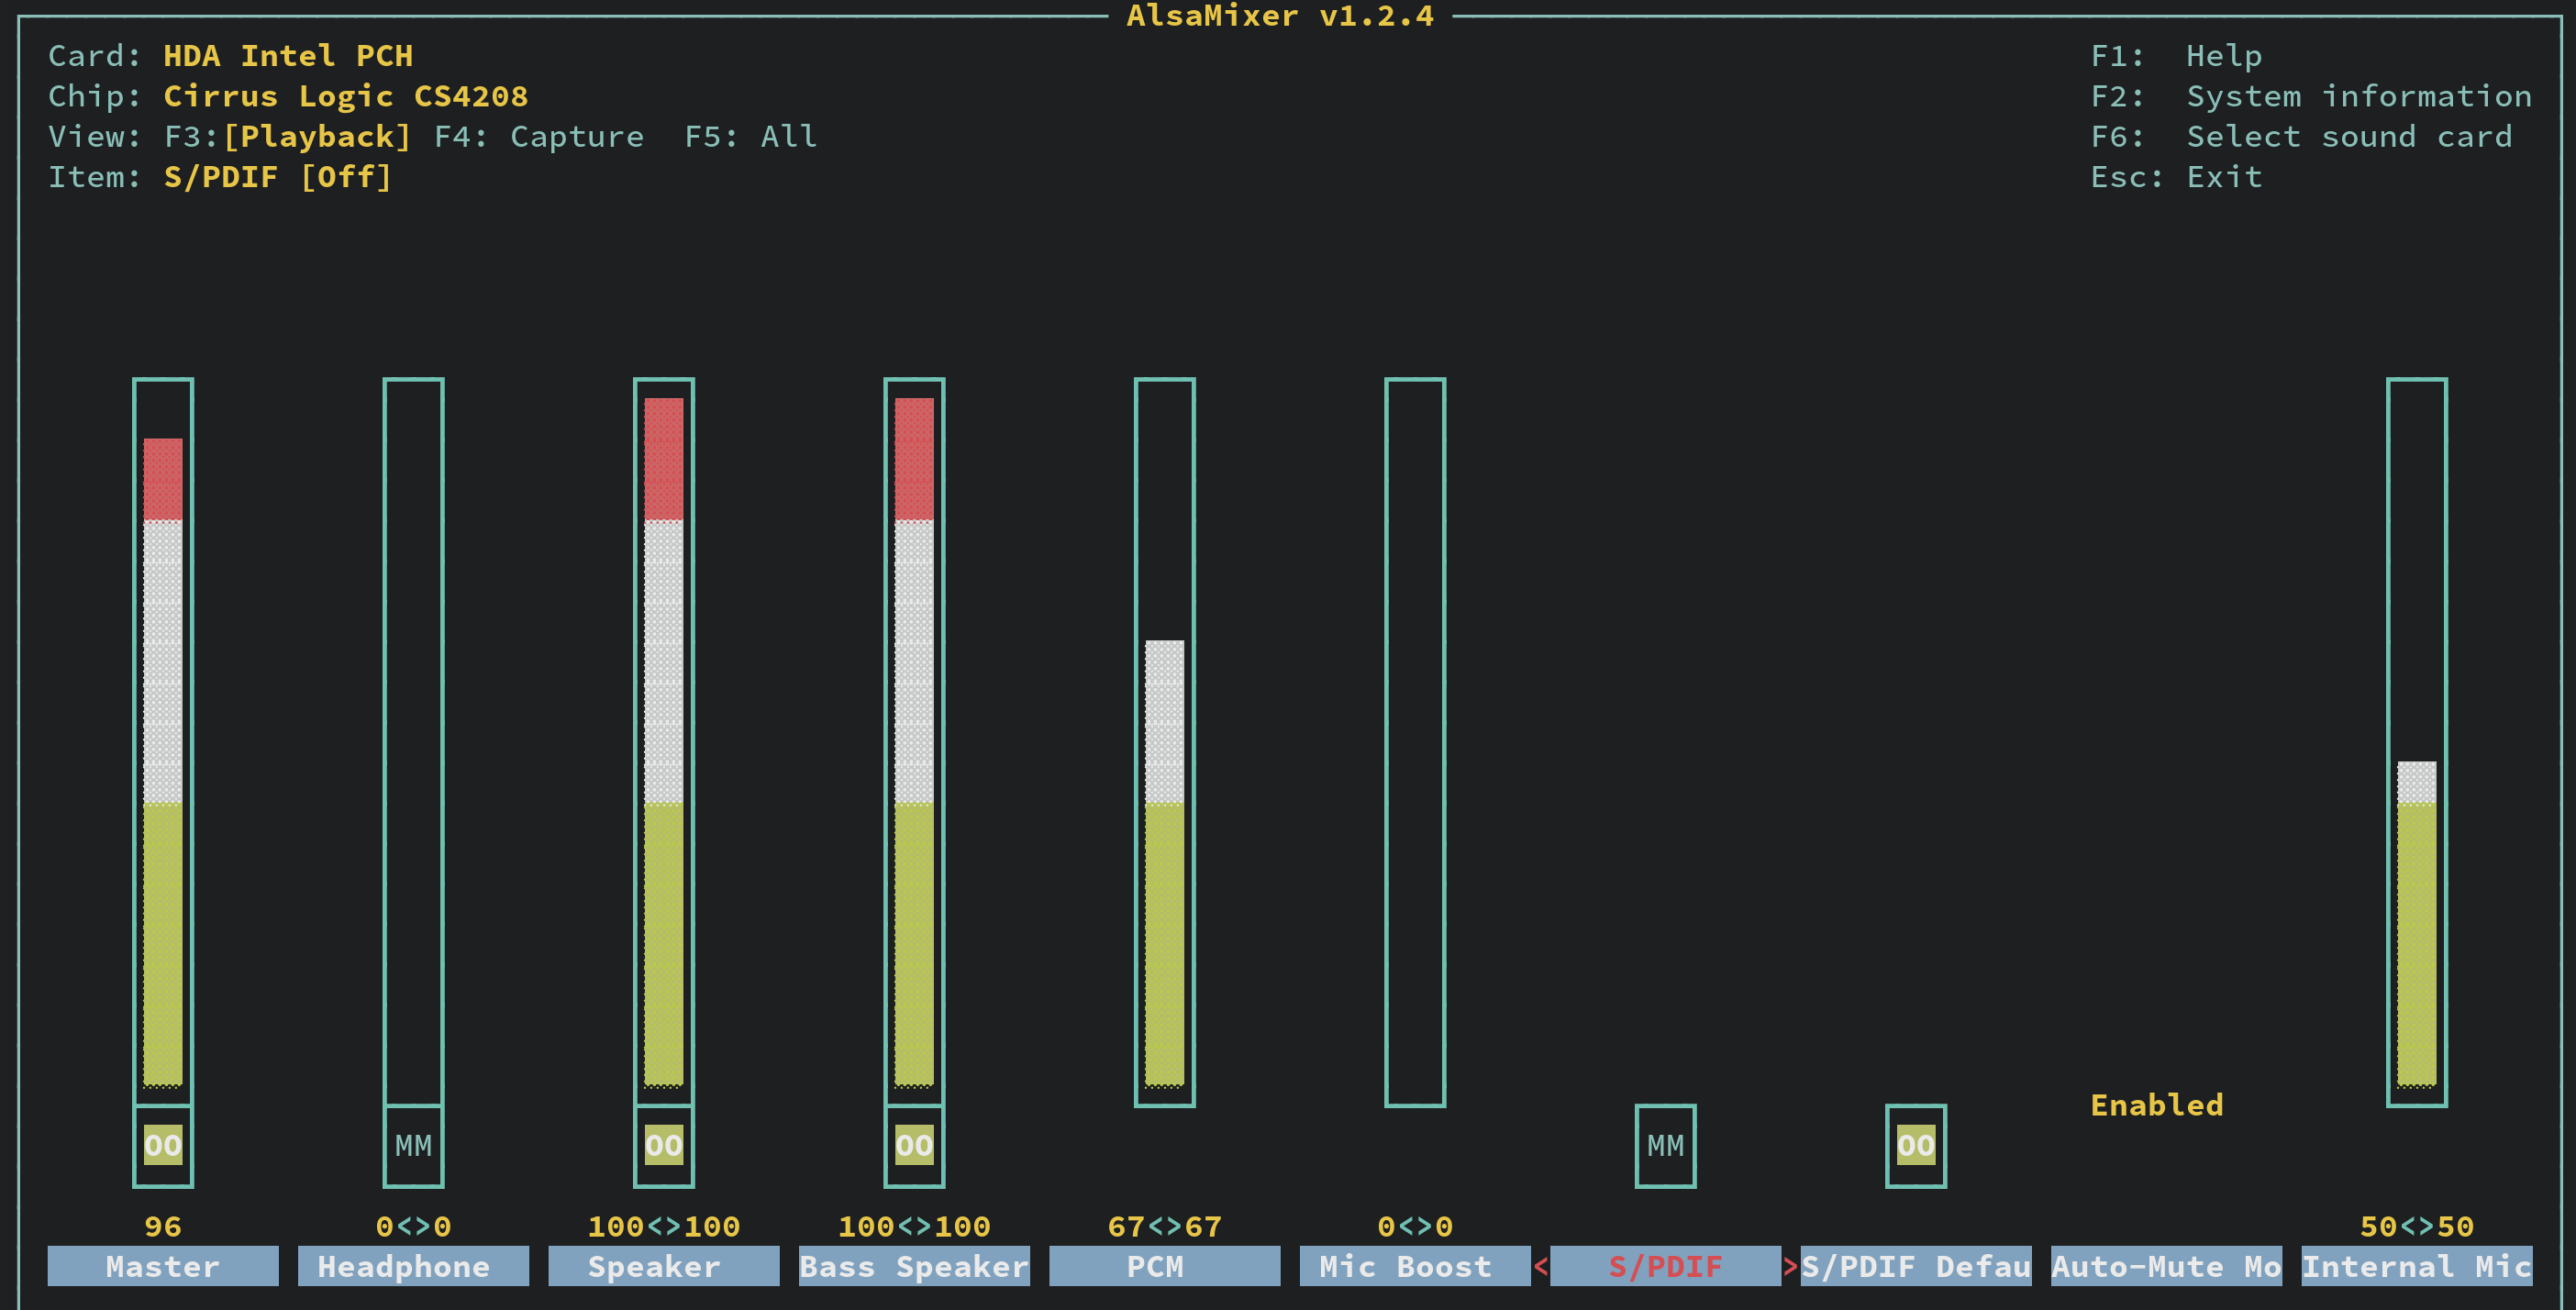 AlsaMixer v1.2.4
Card: HDA Intel PCH F1: Help
Chip: Cirrus Logic CS4208 F2: System information
View: F3:[Playback] F4: Capture F5: All F6: Select sound card
Item: S/PDIF [Off] Esc: Exit
Enabled
OO MM OO OO MM OO
96 0<>0 100<>100 100<>100 67<>67 0<>0 50<>50
Master Headphone Speaker Bass Speaker PCM Mic Boost < S/PDIF >S/PDIF Defau Auto-Mute Mo Internal Mic